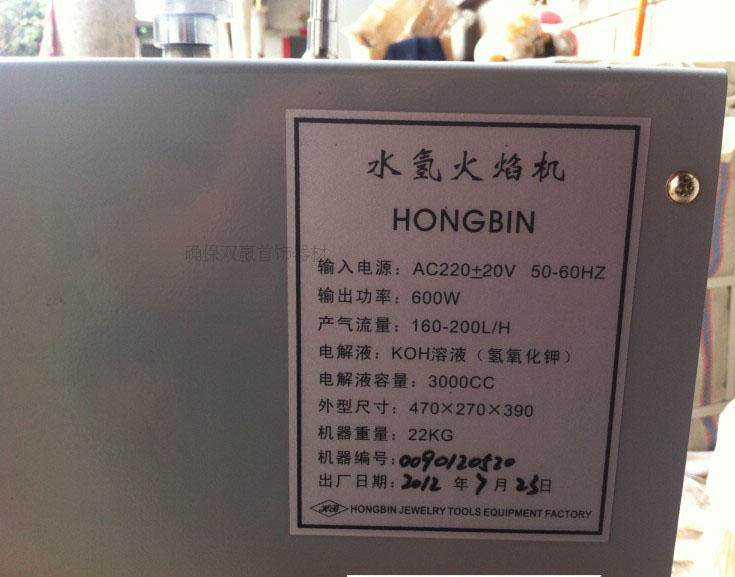 水氢火焰机
HONGBIN
确保双赢首饰器材
输入电源：AC220±20V 50-60HZ
输出功率：600W
产气流量：160-200L/H
电解液：KOH溶液（氢氧化钾）
电解液容量：3000CC
外型尺寸：470×270×390
机器重量：22KG
机器编号：0090120520
出厂日期：2012 年 7 月 25 日
HONGBIN JEWELRY TOOLS EQUIPMENT FACTORY